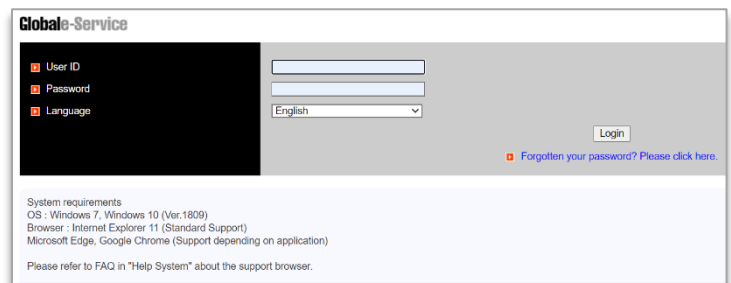 Globale-Service
User ID
Password
Language English
Login
Forgotten your password? Please click here.
System requirements
OS : Windows 7, Windows 10 (Ver.1809)
Browser : Internet Explorer 11 (Standard Support)
Microsoft Edge, Google Chrome (Support depending on application)
Please refer to FAQ in "Help System" about the support browser.